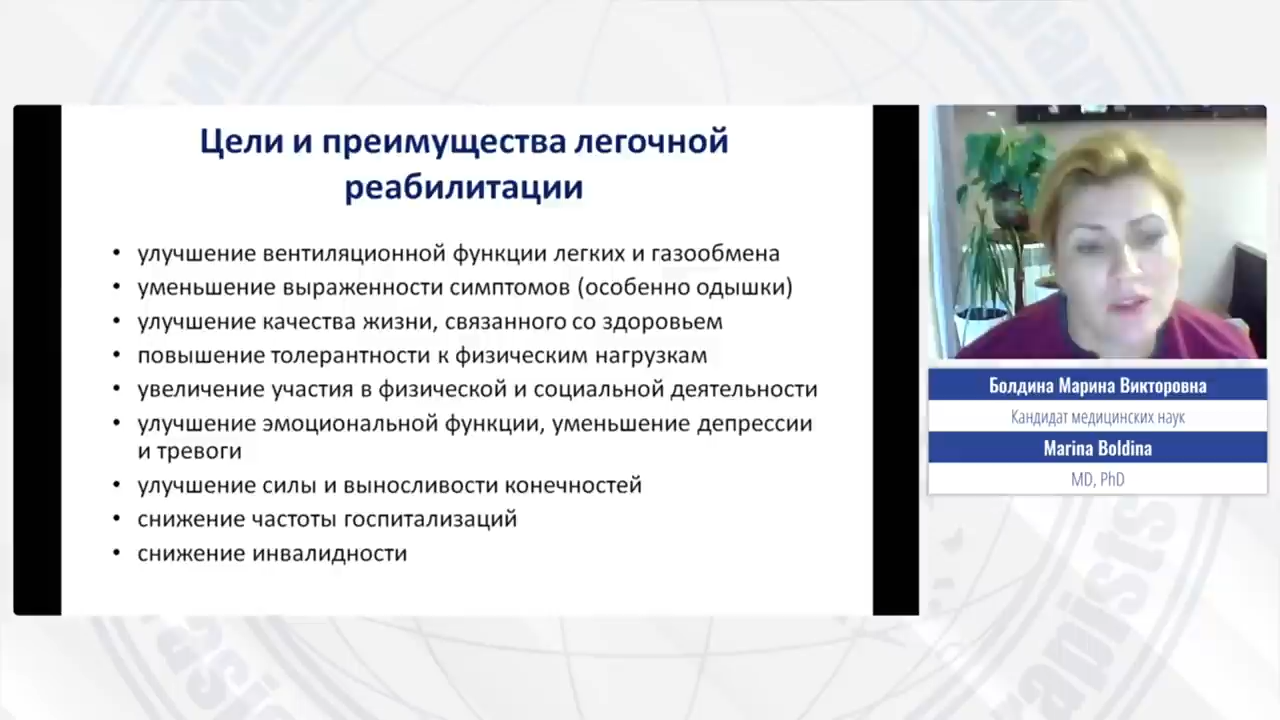 Цели и преимущества легочной
реабилитации
• улучшение вентиляционной функции легких и газообмена
• уменьшение выраженности симптомов (особенно одышки)
• улучшение качества жизни, связанного со здоровьем
• повышение толерантности к физическим нагрузкам
• увеличение участия в физической и социальной деятельности
• улучшение эмоциональной функции, уменьшение депрессии
и тревоги
• улучшение силы и выносливости конечностей
• снижение частоты госпитализаций
• снижение инвалидности
Болдина Марина Викторовна
Кандидат медицинских наук
Marina Boldina
MD, PhD